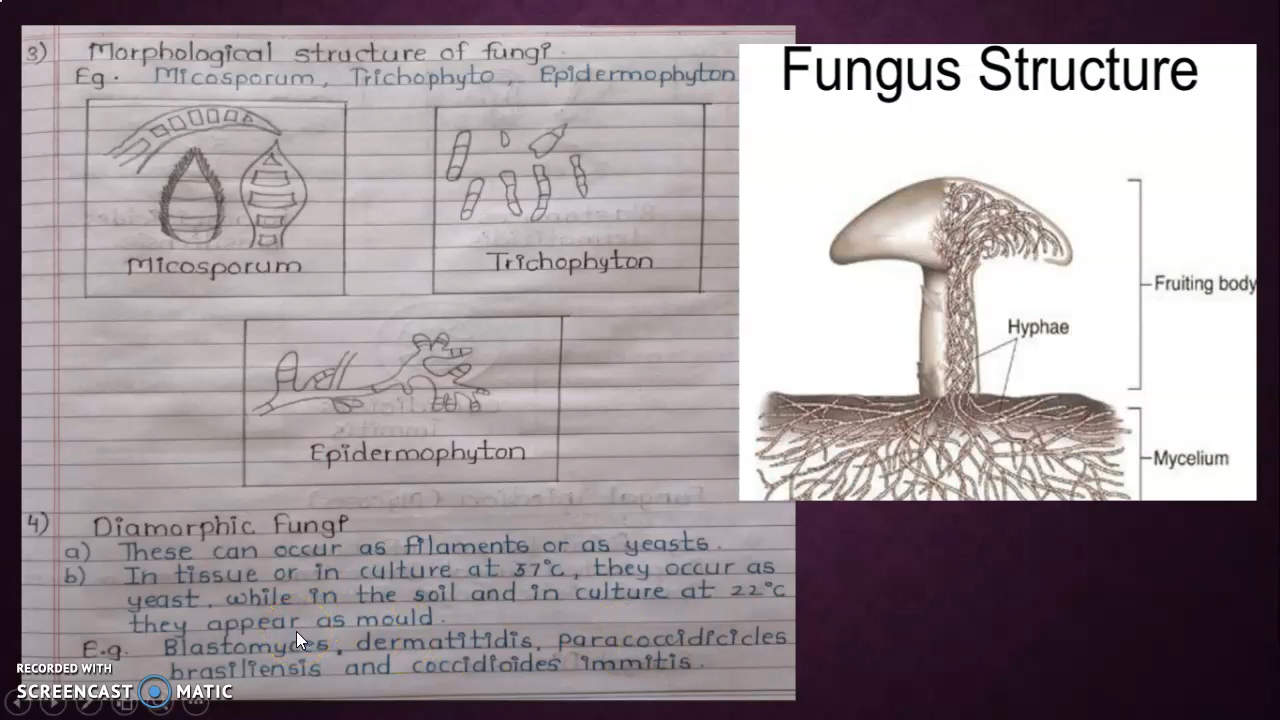 3) Morphological structure of fungi.
Eg. Micosporum, Trichophyto, Epidermophyton
Micosporum
Trichophyton
Epidermophyton
4) Diamorphic Fungi
a) These can occur as filaments or as yeasts.
b) In tissue or in culture at 37°C, they occur as
yeast, while in the soil and in culture at 22°C
they appear as mould.
E.g. Blastomyces, dermatitidis, paracoccidicicles
brasiliensis and coccidioides immitis.
Fungus Structure
Fruiting body
Hyphae
Mycelium
RECORDED WITH
SCREENCAST MATIC